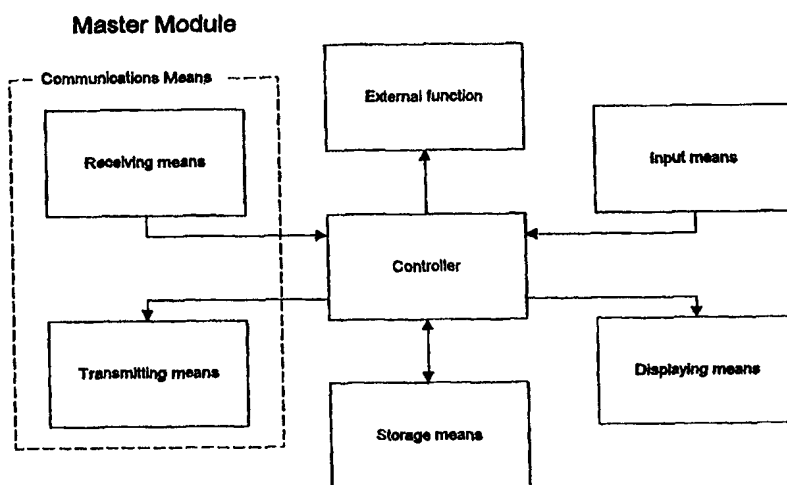 Master Module
Communications Means
External function
Receiving means
Input means
Controller
Transmitting means
Displaying means
Storage means